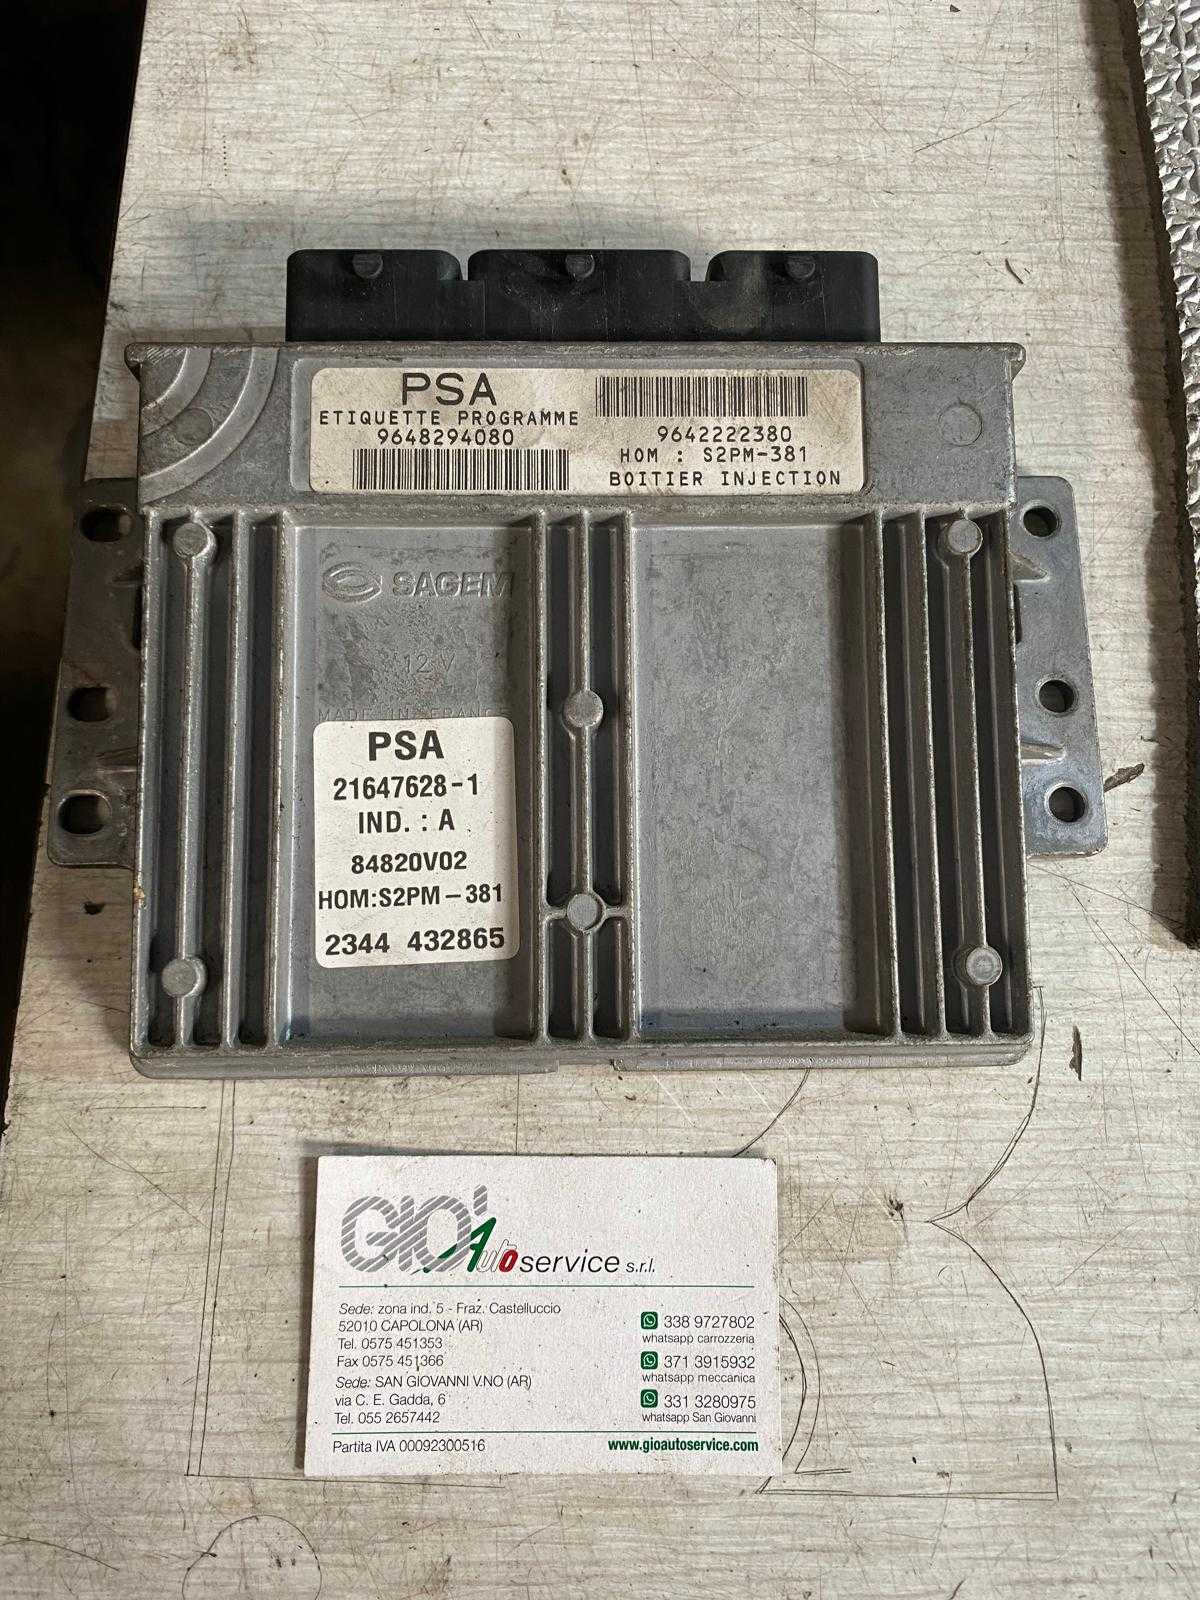 PSA
ETIQUETTE PROGRAMME
9648294080
9642222380
HOM : S2PM-381
BOITIER INJECTION
SAGEM
12 V
MADE IN FRANCE
PSA
21647628-1
IND. : A
84820V02
HOM:S2PM-381
2344 432865
GIO' Auto service s.r.l.
Sede: zona ind. 5 - Fraz. Castelluccio
52010 CAPOLONA (AR)
Tel. 0575 451353
Fax 0575 451366
Sede: SAN GIOVANNI V.NO (AR)
via C. E. Gadda, 6
Tel. 055 2657442
338 9727802
whatsapp carrozzeria
371 3915932
whatsapp meccanica
331 3280975
whatsapp San Giovanni
Partita IVA 00092300516
www.gioautoservice.com